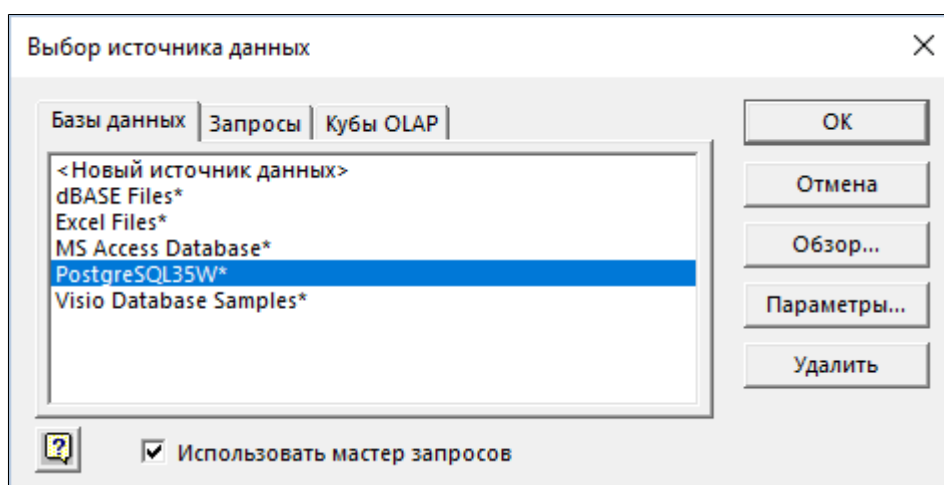 Выбор источника данных
Базы данных
Запросы
Кубы OLAP
<Новый источник данных>
dBASE Files*
Excel Files*
MS Access Database*
PostgreSQL35W*
Visio Database Samples*
OK
Отмена
Обзор...
Параметры...
Удалить
Использовать мастер запросов